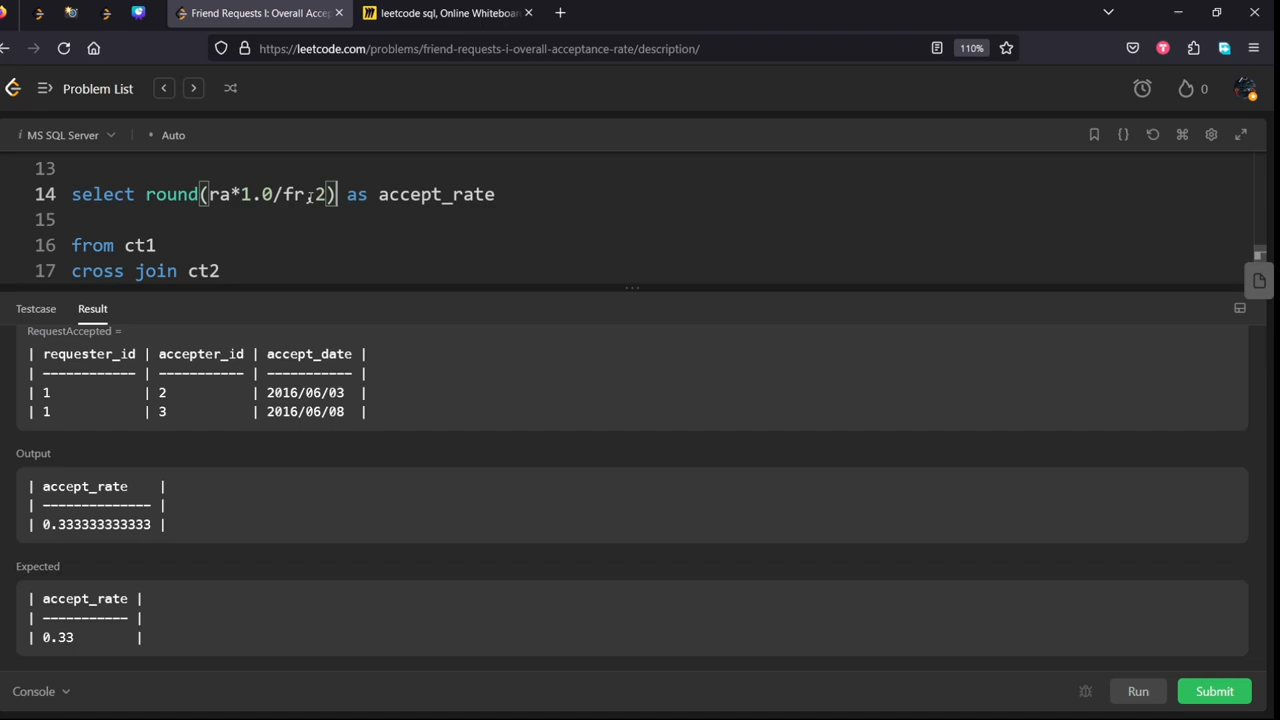 Friend Requests I: Overall Acce
leetcode sql, Online Whiteboar
https://leetcode.com/problems/friend-requests-i-overall-acceptance-rate/description/
110%
Problem List
0
i MS SQL Server
• Auto
13
14 select round(ra*1.0/fr,2) as accept_rate
15
16 from ct1
17 cross join ct2
...
Testcase Result
RequestAccepted =
| requester_id | accepter_id | accept_date |
| ------------ | ----------- | ----------- |
| 1 | 2 | 2016/06/03 |
| 1 | 3 | 2016/06/08 |
Output
| accept_rate |
| -------------- |
| 0.333333333333 |
Expected
| accept_rate |
| ----------- |
| 0.33 |
Console
Run
Submit